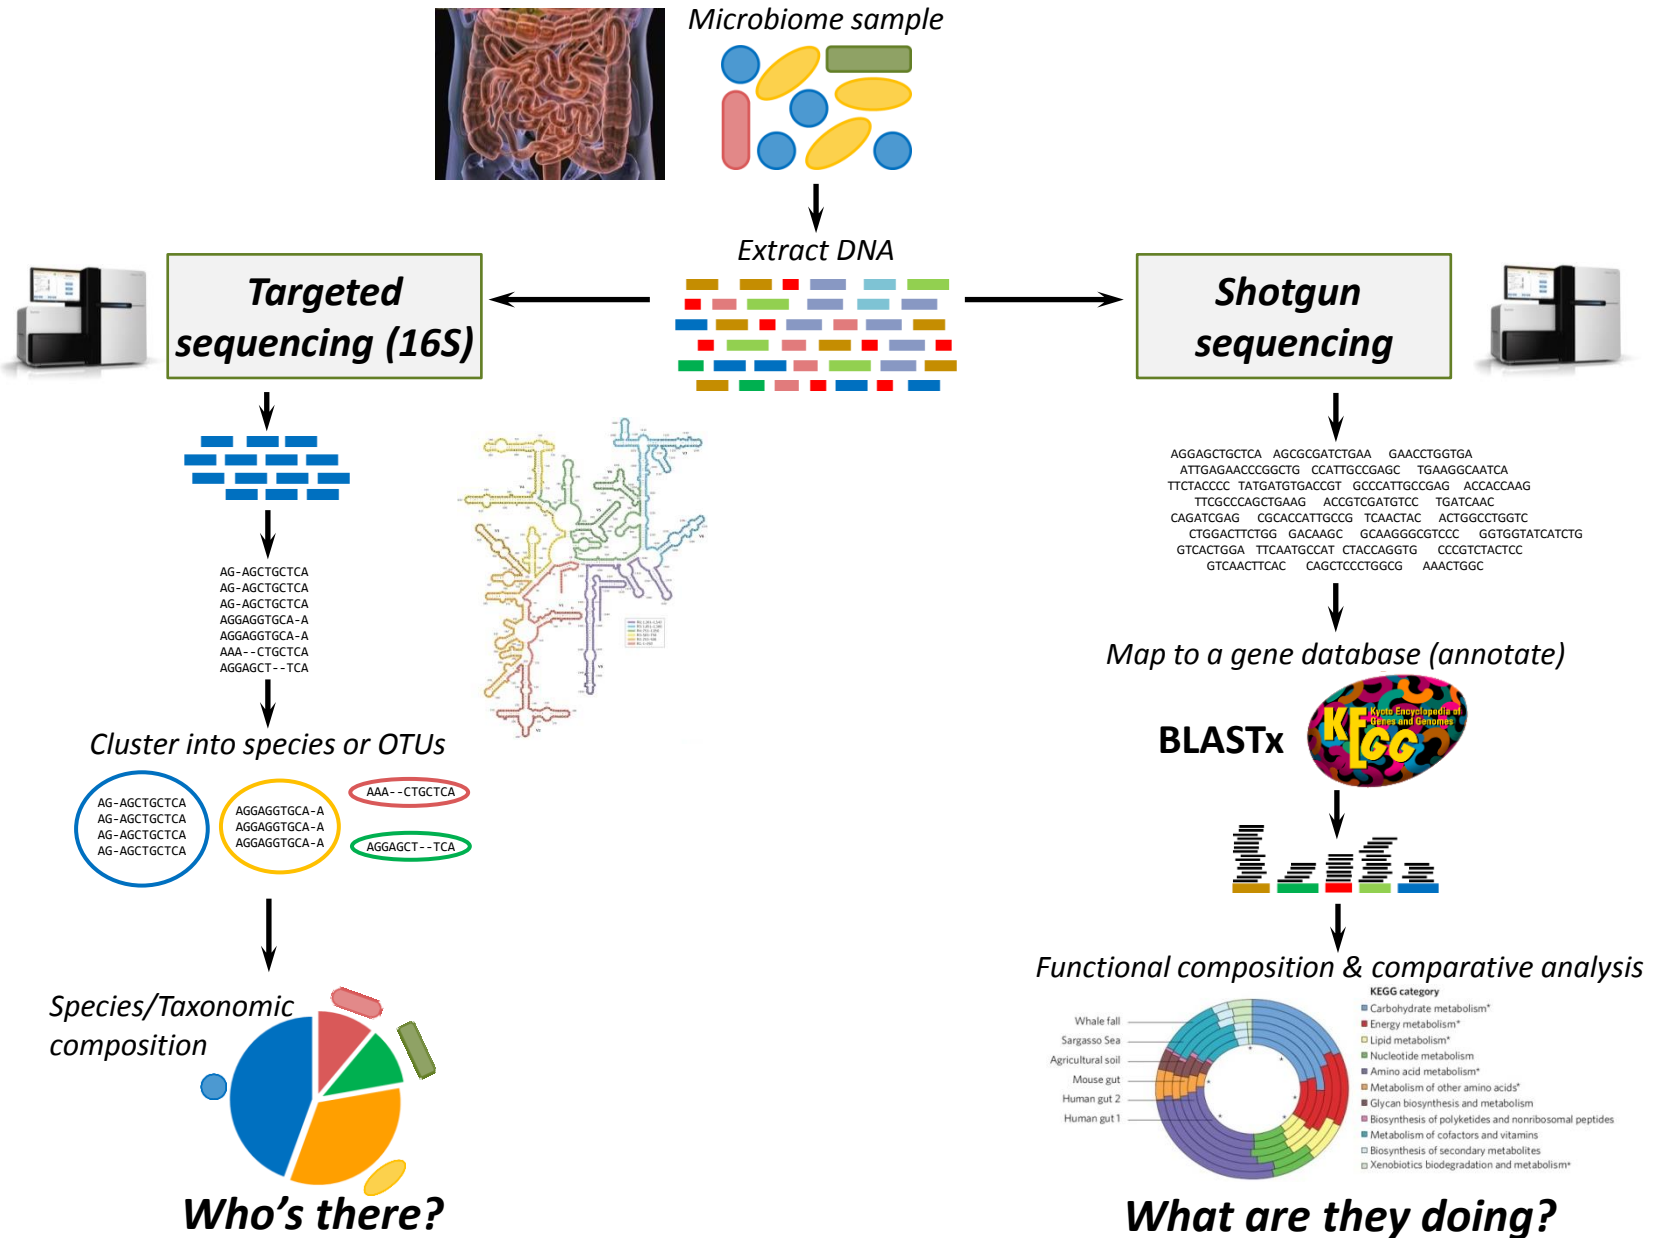 Microbiome sample
Extract DNA
Targeted
sequencing (16S)
Shotgun
sequencing
AG-AGCTGCTCA
AG-AGCTGCTCA
AG-AGCTGCTCA
AGGAGGTGCA-A
AGGAGGTGCA-A
AAA--CTGCTCA
AGGAGCT--TCA
Cluster into species or OTUs
AG-AGCTGCTCA
AG-AGCTGCTCA
AG-AGCTGCTCA
AG-AGCTGCTCA
AGGAGGTGCA-A
AGGAGGTGCA-A
AGGAGGTGCA-A
AAA--CTGCTCA
AGGAGCT--TCA
Species/Taxonomic
composition
Who's there?
AGGAGCTGCTCA AGCGCGATCTGAA GAACCTGGTGA
ATTGAGAACCCGGCTG CCATTGCCGAGC TGAAGGCAATCA
TTCTACCCC TATGATGTGACCGT GCCCATTGCCGAG ACCACCAAG
TTCGCCCAGCTGAAG ACCGTCGATGTCC TGATCAAC
CAGATCGAG CGCACCATTGCCG TCAACTAC ACTGGCCTGGTC
CTGGACTTCTGG GACAAGC GCAAGGGCGTCCC GGTGGTATCATCTG
GTCACTGGA TTCAATGCCAT CTACCAGGTG CCCGTCTACTCC
GTCAACTTCAC CAGCTCCCTGGCG AAACTGGC
Map to a gene database (annotate)
BLASTx
KEGG
Kyoto Encyclopedia of
Genes and Genomes
Functional composition & comparative analysis
Whale fall
Sargasso Sea
Agricultural soil
Mouse gut
Human gut 2
Human gut 1
KEGG category
Carbohydrate metabolism*
Energy metabolism*
Lipid metabolism*
Nucleotide metabolism
Amino acid metabolism*
Metabolism of other amino acids*
Glycan biosynthesis and metabolism
Biosynthesis of polyketides and nonribosomal peptides
Metabolism of cofactors and vitamins
Biosynthesis of secondary metabolites
Xenobiotics biodegradation and metabolism*
What are they doing?